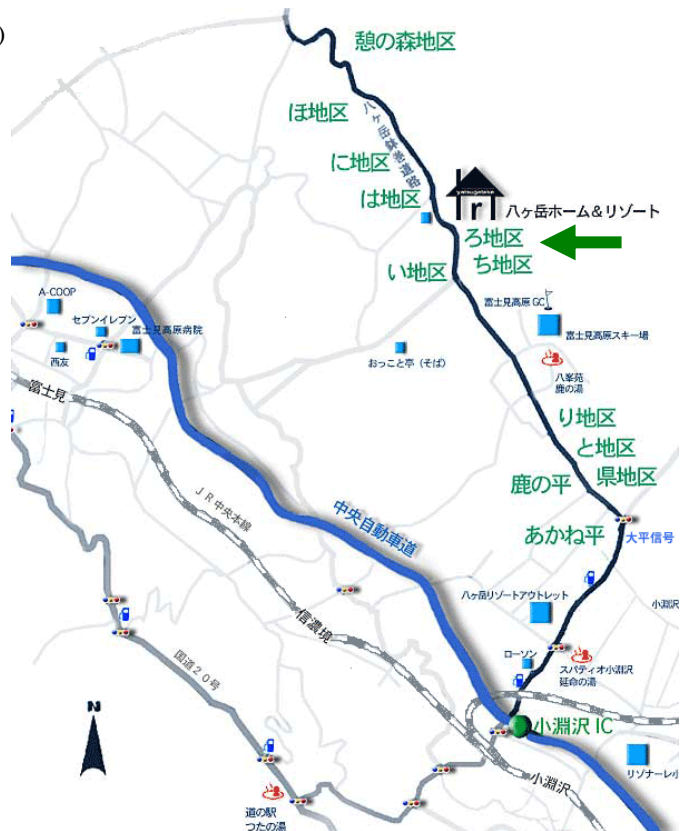 )
憩の森地区
ほ地区
八ヶ岳鉢巻道路
に地区
は地区
r
八ヶ岳ホーム＆リゾート
ろ地区
ち地区
い地区
A-COOP
セブンイレブン
富士見高原病院
西友
富士見高原 GC
富士見高原スキー場
おっこと亭（そば）
八峯苑
鹿の湯
富士見
り地区
と地区
県地区
鹿の平
ＪＲ中央本線
中央自動車道
あかね平
大平信号
八ヶ岳リゾートアウトレット
小淵沢
信濃境
ローソン
スパティオ小淵沢
延命の湯
国道２０号
N
小淵沢 IC
小淵沢
リゾナーレ小
道の駅
つたの湯